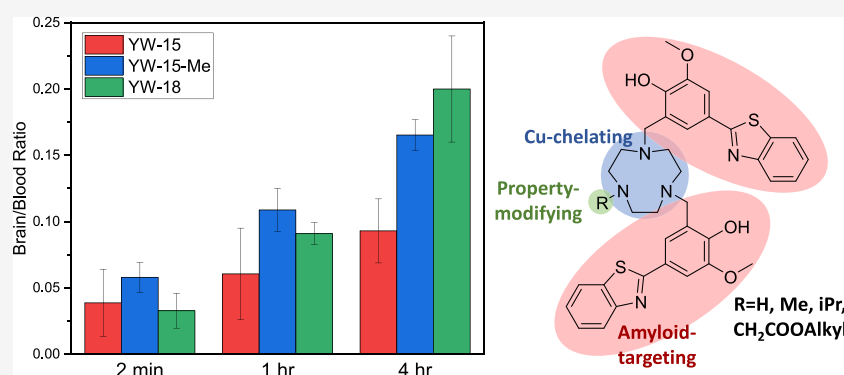 Brain/Blood Ratio
0.25
0.20
0.15
0.10
0.05
0.00
YW-15
YW-15-Me
YW-18
2 min
1 hr
4 hr
O
HO
S
N
Cu-chelating
N
Property-
modifying
R
N
N
OH
O
S
N
Amyloid-
targeting
R=H, Me, iPr,
CH₂COOAlkyl